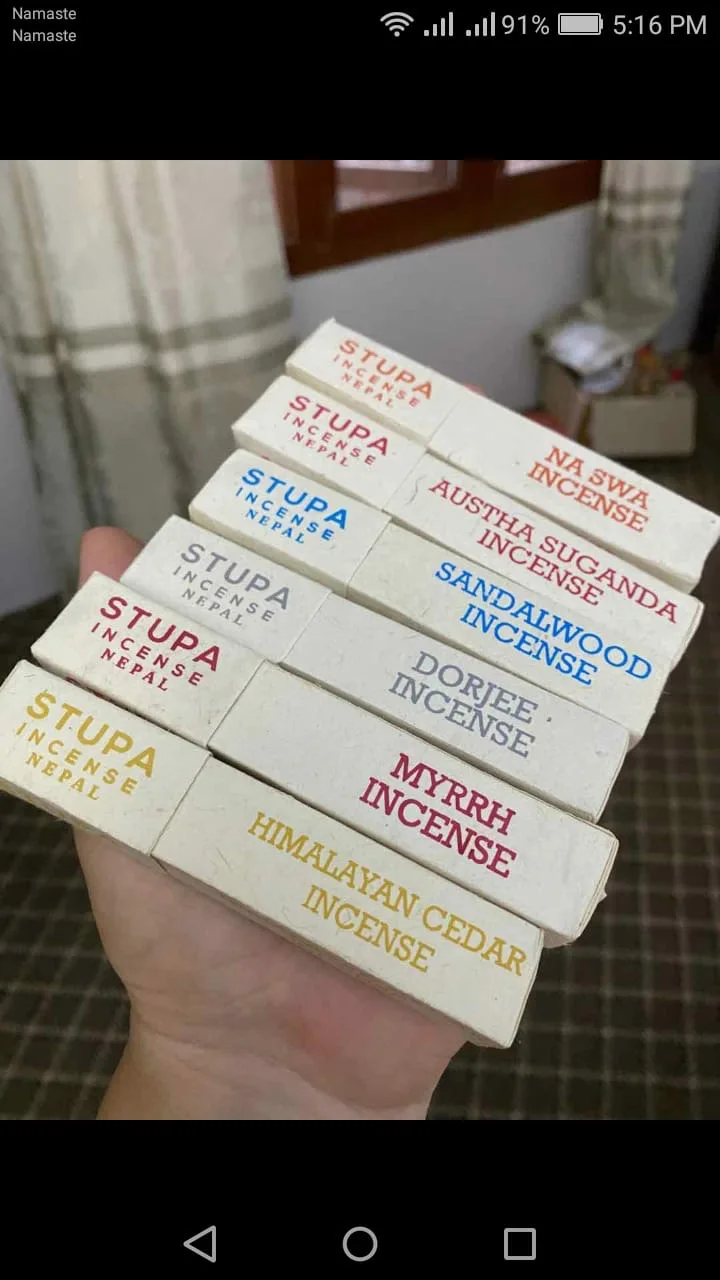 Namaste
Namaste
91% 5:16 PM
STUPA
INCENSE
NEPAL
NA SWA
INCENSE
STUPA
INCENSE
NEPAL
AUSTHA SUGANDA
INCENSE
STUPA
INCENSE
NEPAL
SANDALWOOD
INCENSE
STUPA
INCENSE
NEPAL
DORJEE
INCENSE
STUPA
INCENSE
NEPAL
MYRRH
INCENSE
STUPA
INCENSE
NEPAL
HIMALAYAN CEDAR
INCENSE